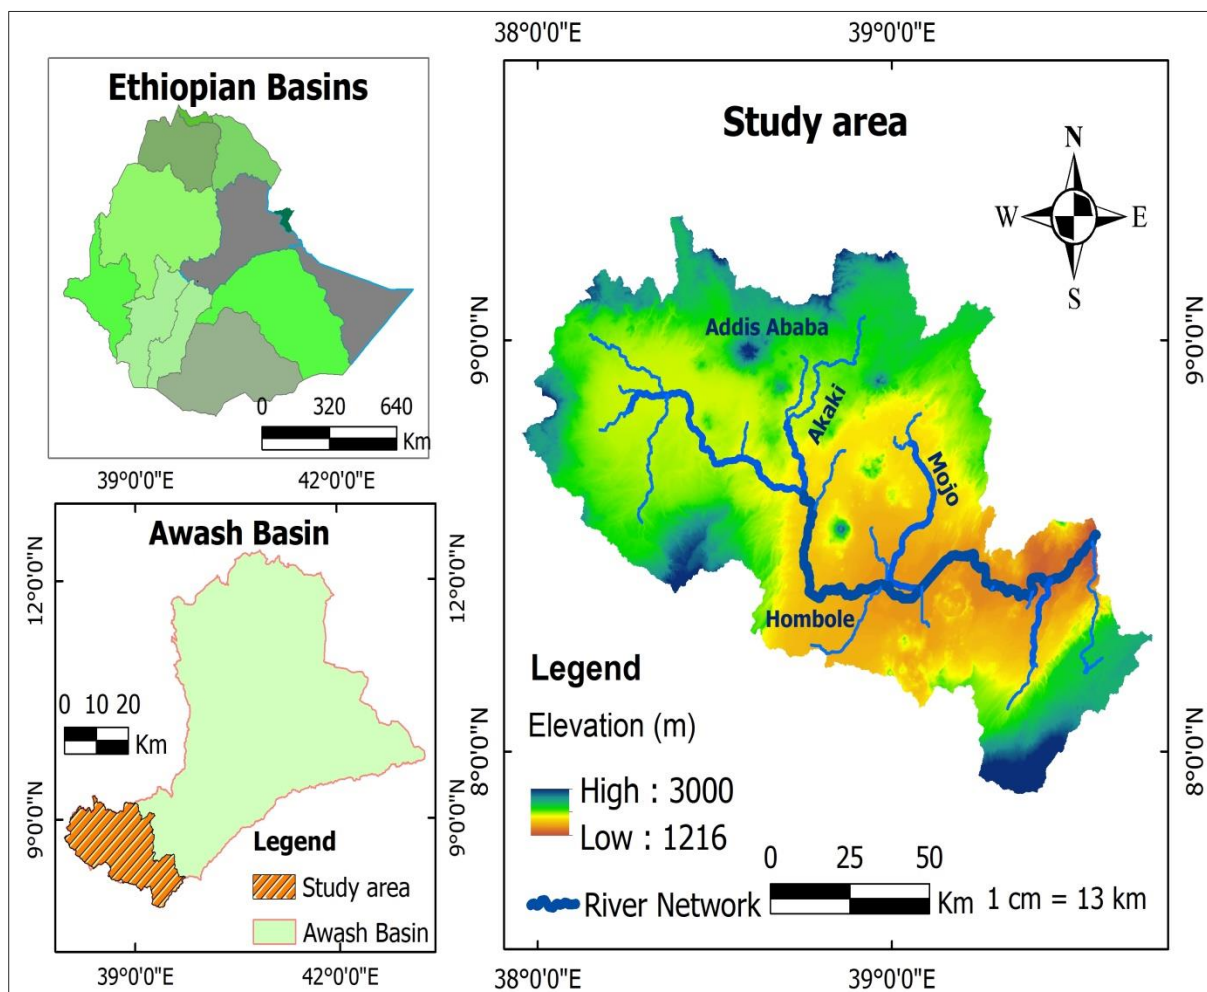 Ethiopian Basins
0 320 640
Km
39°0'0"E 42°0'0"E
Awash Basin
12°0'0"N
12°0'0"N
0 10 20
Km
9°0'0"N
9°0'0"N
Legend
Study area
Awash Basin
39°0'0"E 42°0'0"E
38°0'0"E 39°0'0"E
Study area
N
W E
S
9°0'0"N
9°0'0"N
Addis Ababa
Akaki
Mojo
Hombole
8°0'0"N
8°0'0"N
Legend
Elevation (m)
High : 3000
Low : 1216
River Network
0 25 50
Km 1 cm = 13 km
38°0'0"E 39°0'0"E